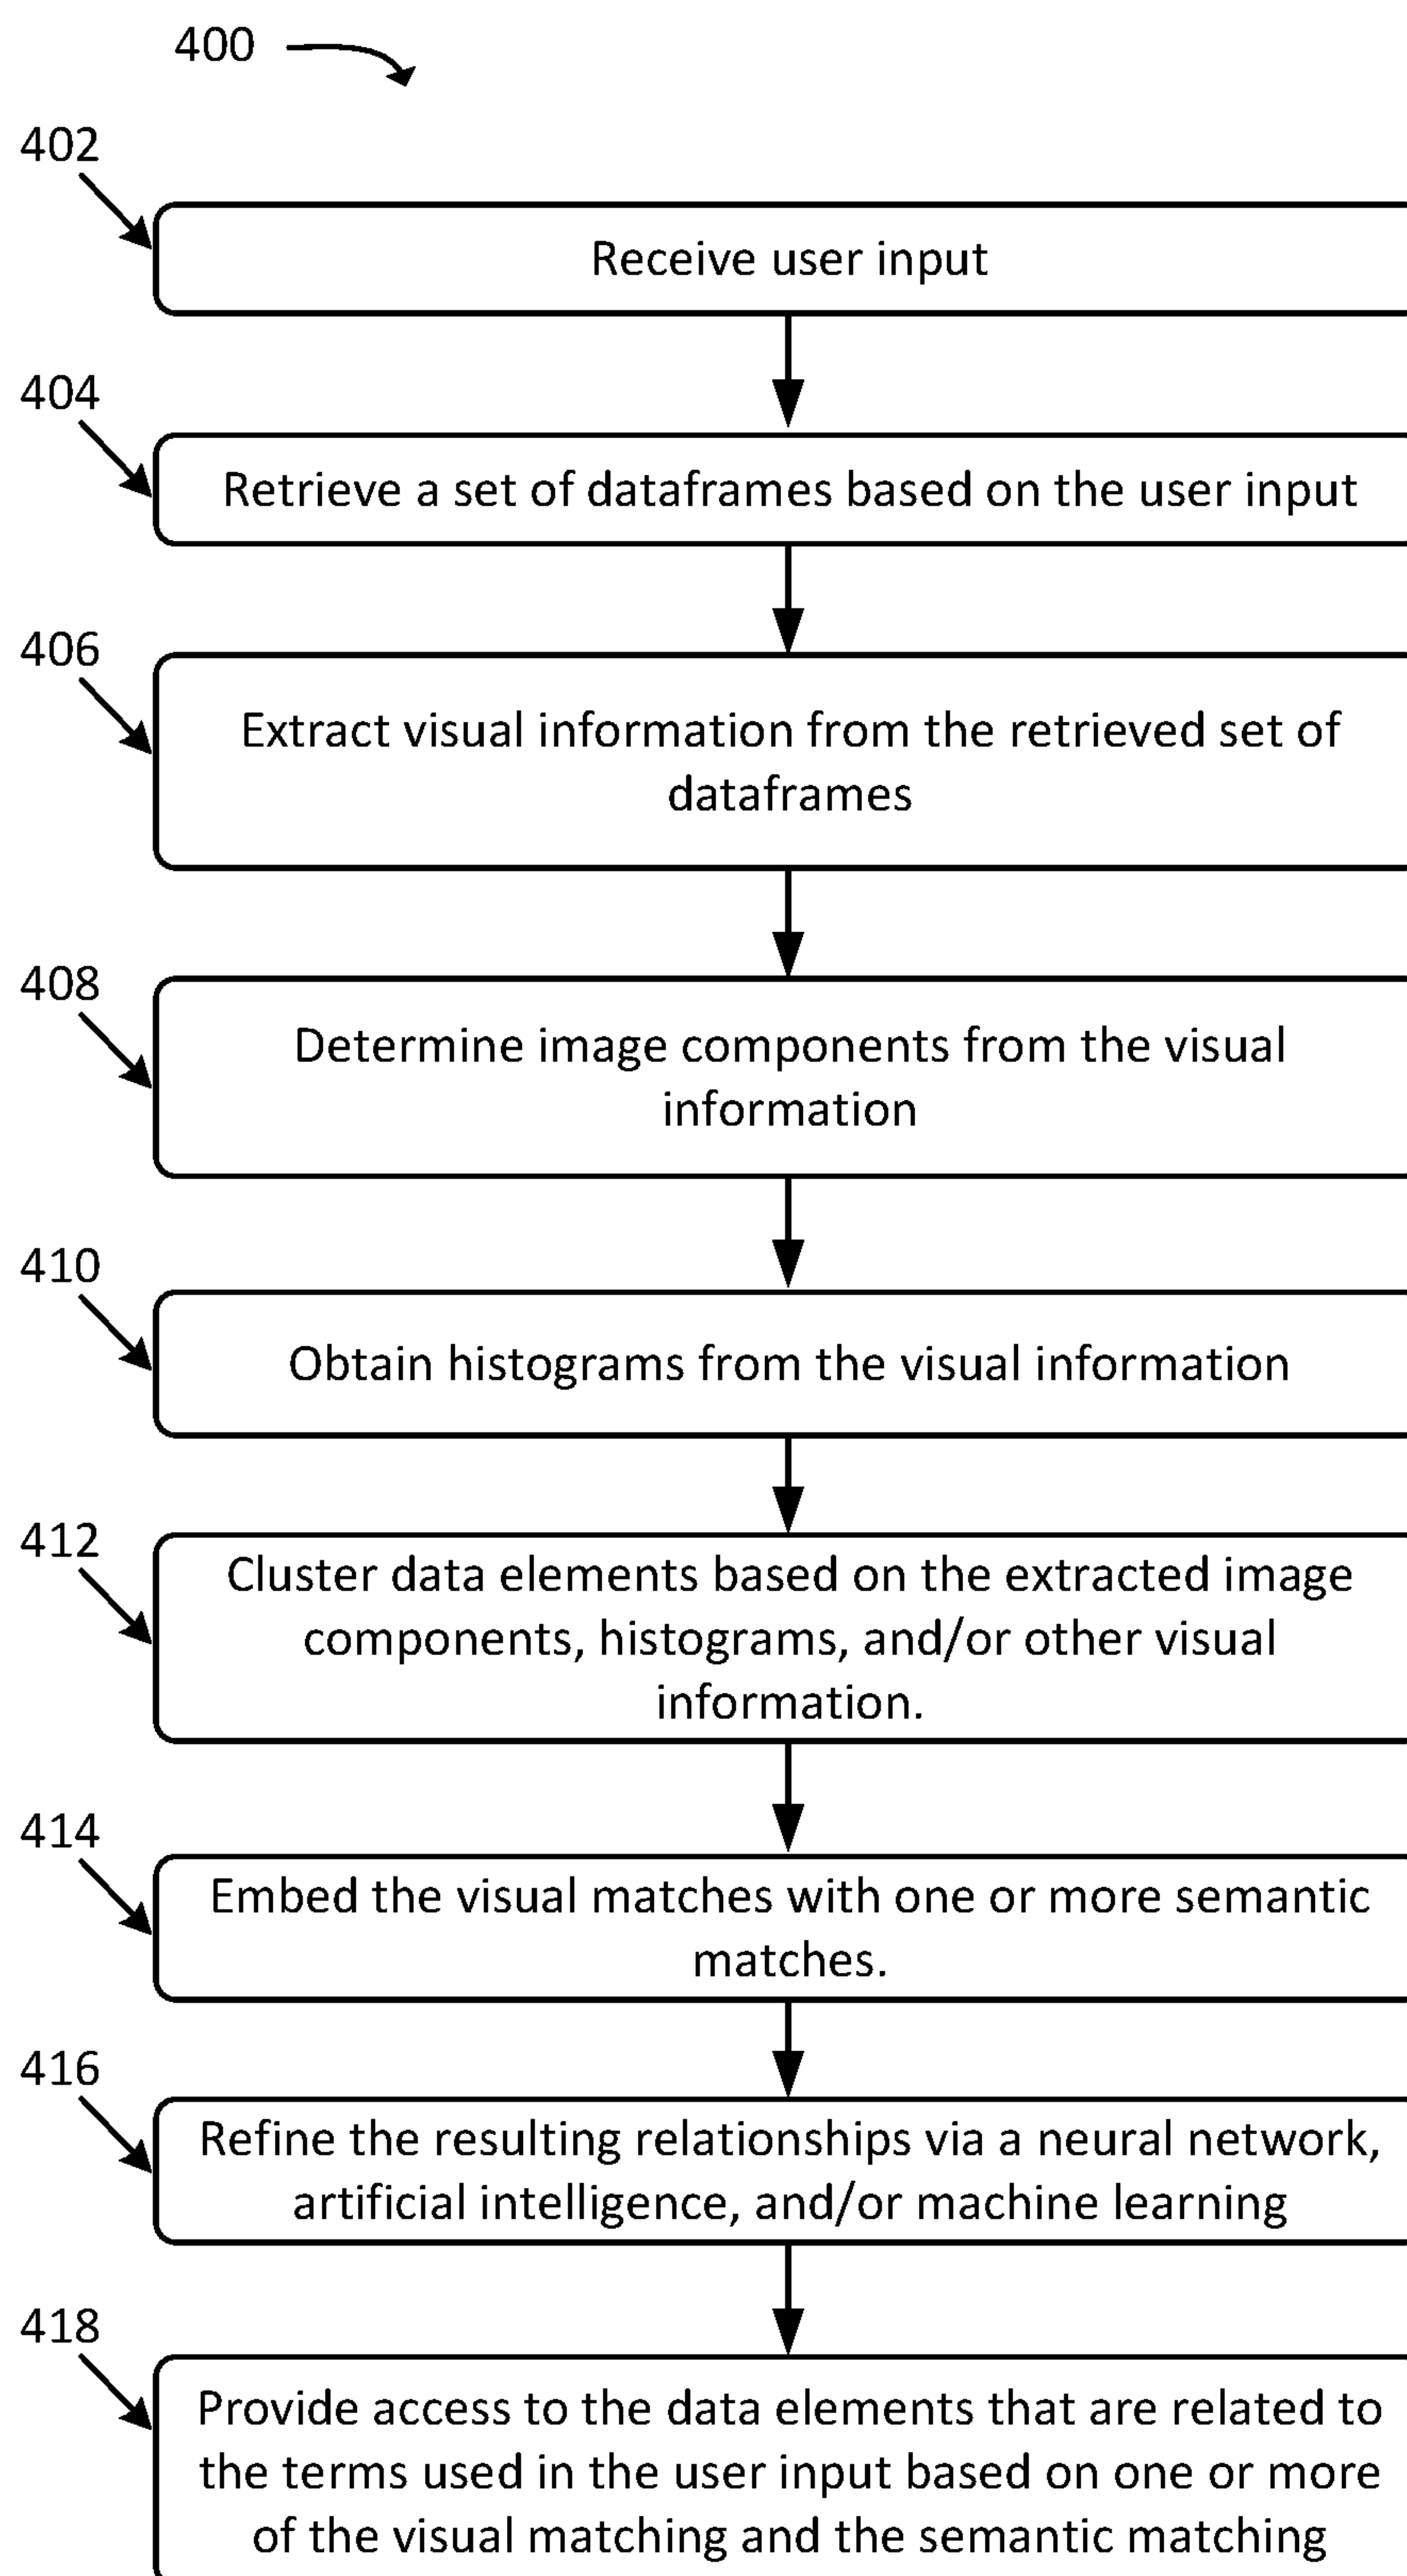 400
402
Receive user input
404
Retrieve a set of dataframes based on the user input
406
Extract visual information from the retrieved set of
dataframes
408
Determine image components from the visual
information
410
Obtain histograms from the visual information
412
Cluster data elements based on the extracted image
components, histograms, and/or other visual
information.
414
Embed the visual matches with one or more semantic
matches.
416
Refine the resulting relationships via a neural network,
artificial intelligence, and/or machine learning
418
Provide access to the data elements that are related to
the terms used in the user input based on one or more
of the visual matching and the semantic matching